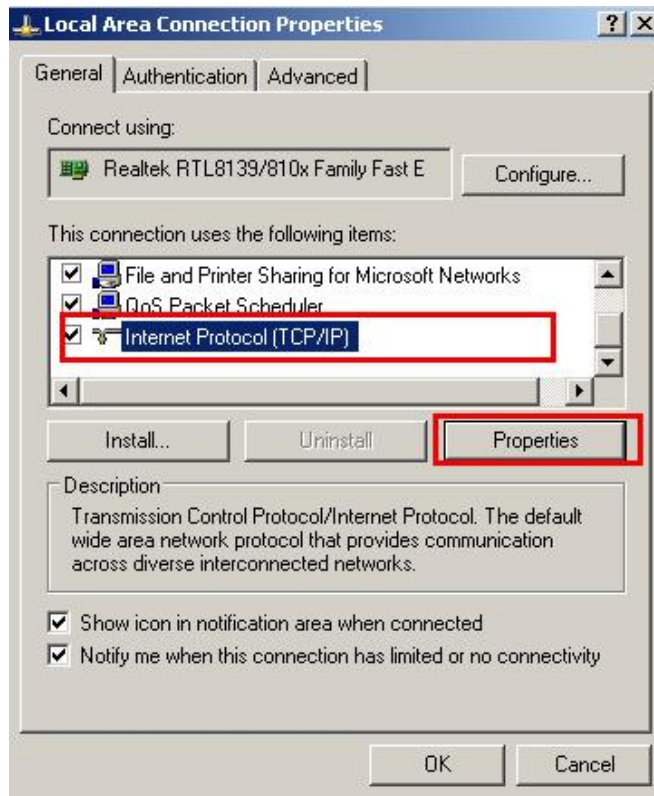 Local Area Connection Properties
General Authentication Advanced
Connect using:
Realtek RTL8139/810x Family Fast E Configure...
This connection uses the following items:
File and Printer Sharing for Microsoft Networks
QoS Packet Scheduler
Internet Protocol (TCP/IP)
Install... Uninstall Properties
Description
Transmission Control Protocol/Internet Protocol. The default
wide area network protocol that provides communication
across diverse interconnected networks.
Show icon in notification area when connected
Notify me when this connection has limited or no connectivity
OK Cancel